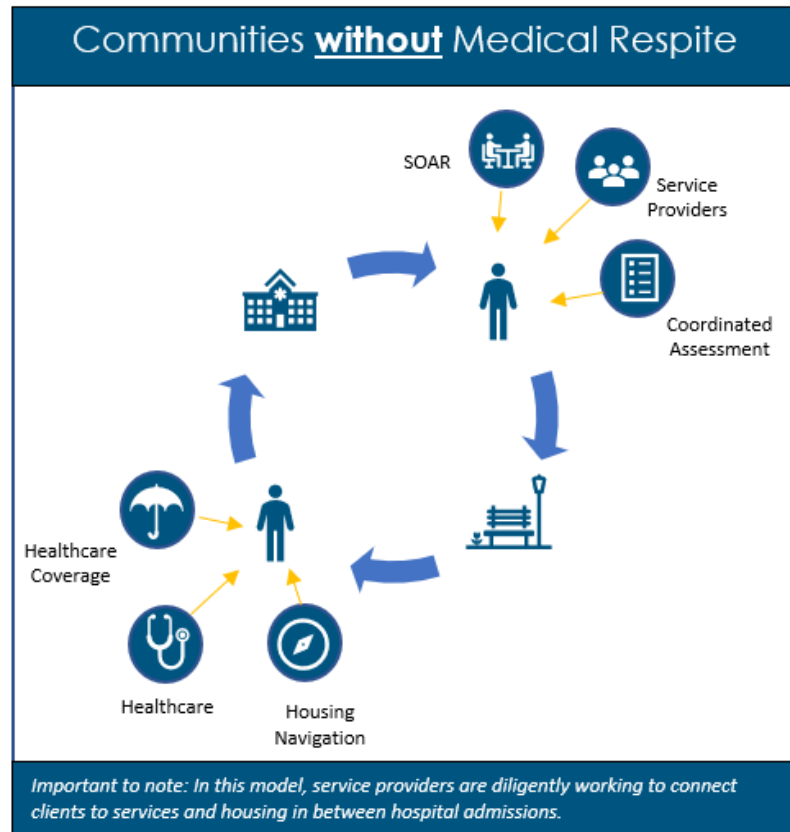 Communities without Medical Respite
SOAR
Service
Providers
Coordinated
Assessment
Healthcare
Coverage
Healthcare
Housing
Navigation
Important to note: In this model, service providers are diligently working to connect
clients to services and housing in between hospital admissions.